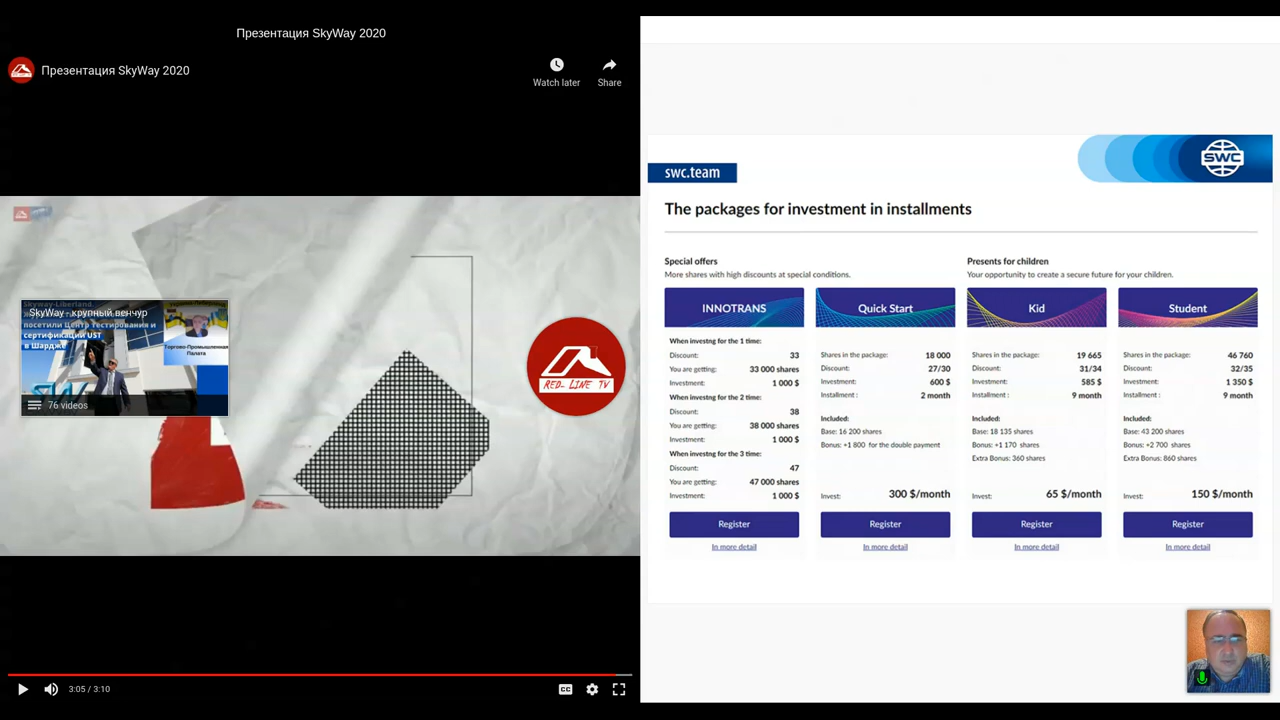 Презентация SkyWay 2020
Презентация SkyWay 2020
Watch later
Share
Skyway-Liberland.
SkyWay - крупный венчур
посетили Центр тестирования и
сертификации UST
в Шардже
Торгово-Промышленная
Палата
76 videos
RED-LINE TV
3:05 / 3:10
CC
swc.team
SWC
The packages for investment in installments
Special offers
More shares with high discounts at special conditions.
Presents for children
Your opportunity to create a secure future for your children.
INNOTRANS
When investng for the 1 time:
Discount: 33
You are getting: 33 000 shares
Investment: 1 000 $
When investng for the 2 time:
Discount: 38
You are getting: 38 000 shares
Investment: 1 000 $
When investng for the 3 time:
Discount: 47
You are getting: 47 000 shares
Investment: 1 000 $
Register
In more detail
Quick Start
Shares in the package: 18 000
Discount: 27/30
Investment: 600 $
Installment : 2 month
Included:
Base: 16 200 shares
Bonus: +1 800 for the double payment
Invest: 300 $/month
Register
In more detail
Kid
Shares in the package: 19 665
Discount: 31/34
Investment: 585 $
Installment : 9 month
Included:
Base: 18 135 shares
Bonus: +1 170 shares
Extra Bonus: 360 shares
Invest: 65 $/month
Register
In more detail
Student
Shares in the package: 46 760
Discount: 32/35
Investment: 1 350 $
Installment : 9 month
Included:
Base: 43 200 shares
Bonus: +2 700 shares
Extra Bonus: 860 shares
Invest: 150 $/month
Register
In more detail